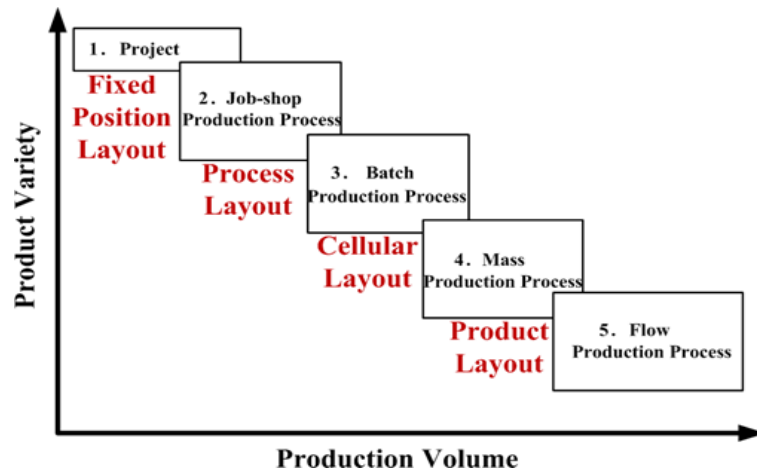 1. Project
Fixed
Position
Layout
2. Job-shop
Production Process
Process
Layout
3. Batch
Production Process
Cellular
Layout
4. Mass
Production Process
Product
Layout
5. Flow
Production Process
Product Variety
Production Volume